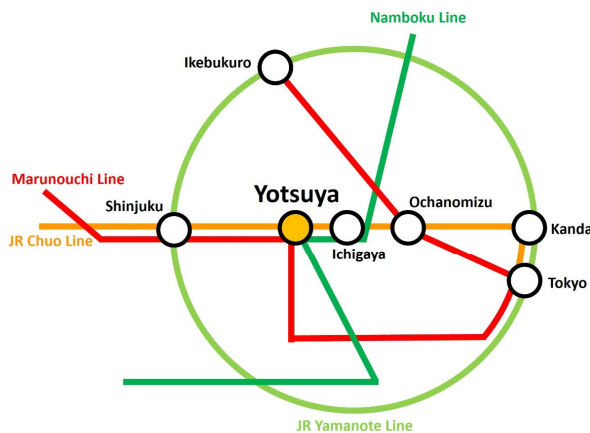 Namboku Line
Ikebukuro
Marunouchi Line
Yotsuya
Shinjuku
Ochanomizu
Kanda
JR Chuo Line
Ichigaya
Tokyo
JR Yamanote Line